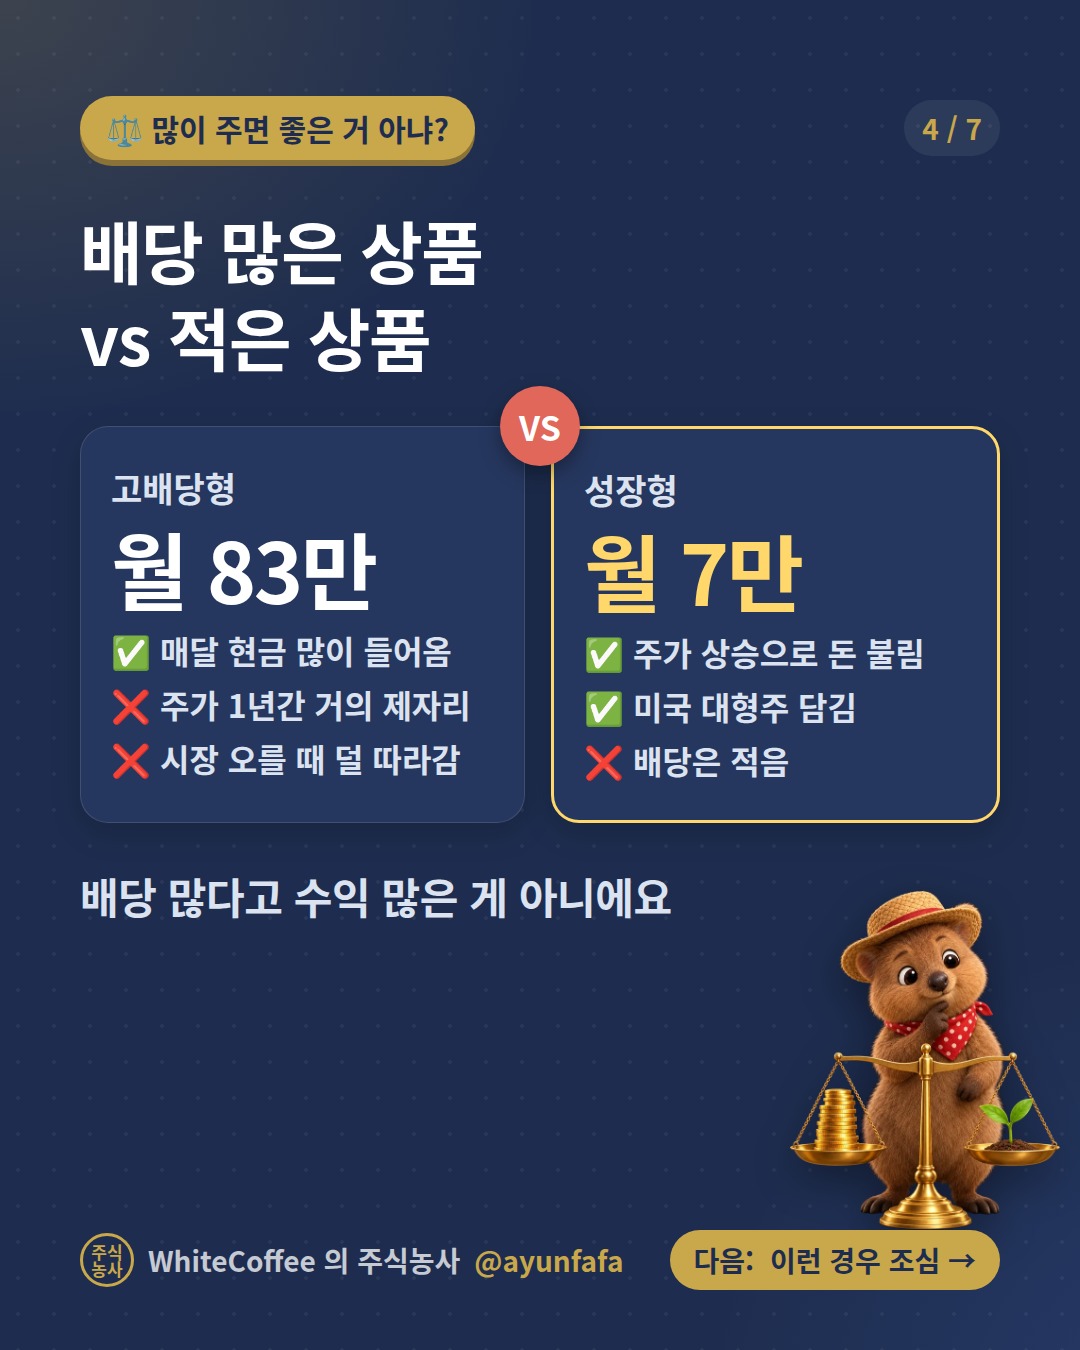 ⚖️ 많이 주면 좋은 거 아냐?
4 / 7
배당 많은 상품
vs 적은 상품
VS
고배당형
월 83만
✅ 매달 현금 많이 들어옴
❌ 주가 1년간 거의 제자리
❌ 시장 오를 때 덜 따라감
성장형
월 7만
✅ 주가 상승으로 돈 불림
✅ 미국 대형주 담김
❌ 배당은 적음
배당 많다고 수익 많은 게 아니에요
주식
농사
WhiteCoffee 의 주식농사 @ayunfafa
다음: 이런 경우 조심 →